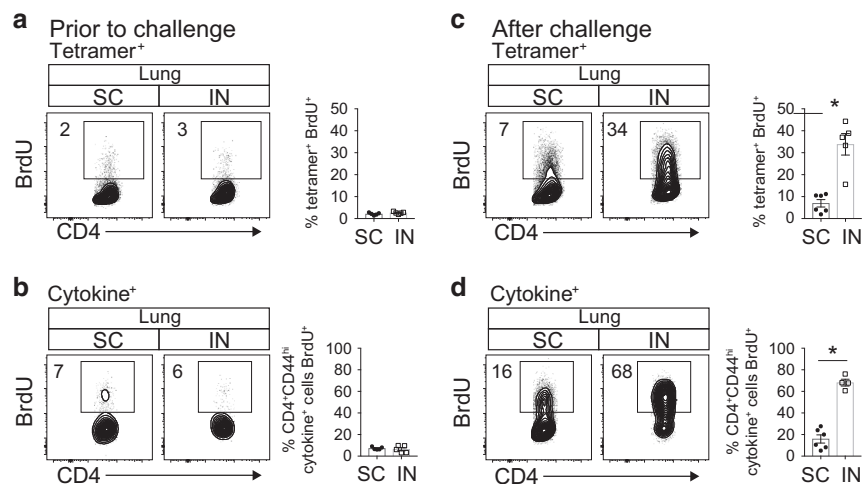 a Prior to challenge
Tetramer⁺
Lung
SC IN
2 3
BrdU
CD4
% tetramer⁺ BrdU⁺
50
40
30
20
10
0
SC IN
c After challenge
Tetramer⁺
Lung
SC IN
7 34
BrdU
CD4
% tetramer⁺ BrdU⁺
50
40
30
20
10
0
*
SC IN
b Cytokine⁺
Lung
SC IN
7 6
BrdU
CD4
% CD4⁺CD44ʰⁱ
cytokine⁺ cells BrdU⁺
100
80
60
40
20
0
SC IN
d Cytokine⁺
Lung
SC IN
16 68
BrdU
CD4
% CD4⁺CD44ʰⁱ
cytokine⁺ cells BrdU⁺
100
80
60
40
20
0
*
SC IN